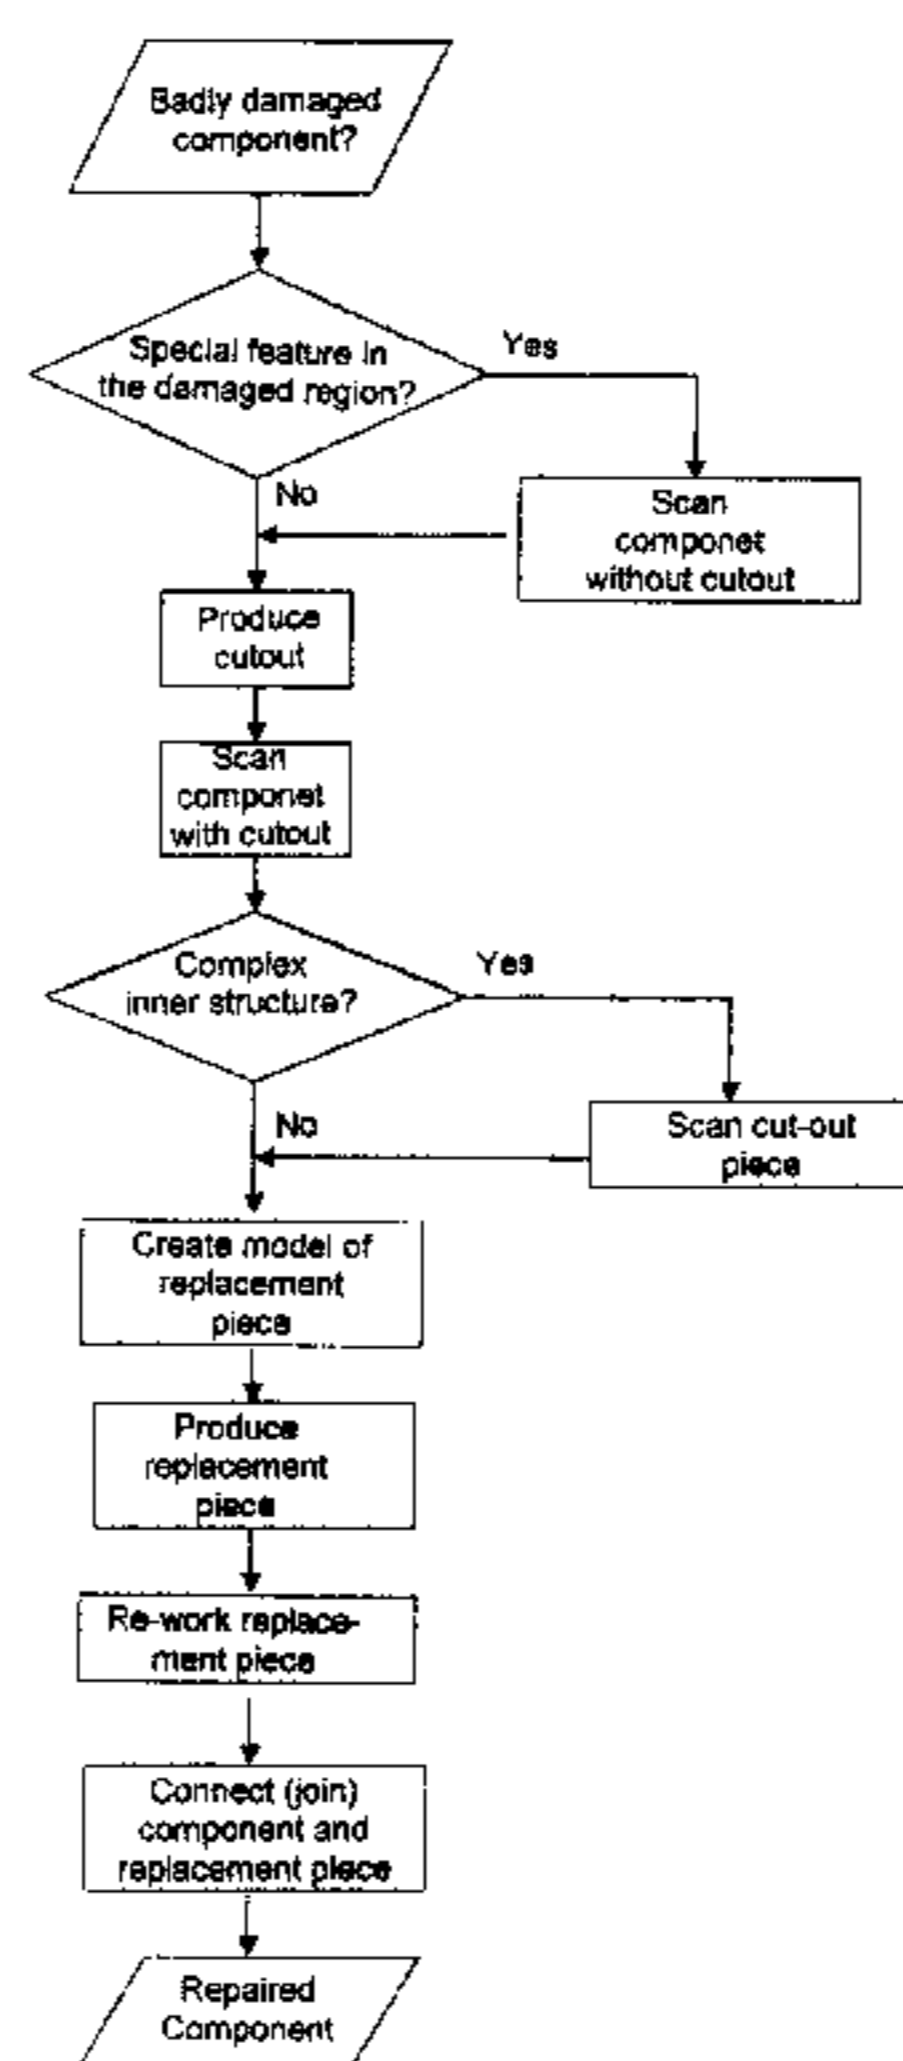 Badly damaged
component?
Special feature in
the damaged region?
Yes
No
Scan
componet
without cutout
Produce
cutout
Scan
componet
with cutout
Complex
inner structure?
Yes
No
Scan cut-out
piece
Create model of
replacement
piece
Produce
replacement
piece
Re-work replace-
ment piece
Connect (join)
component and
replacement piece
Repaired
Component